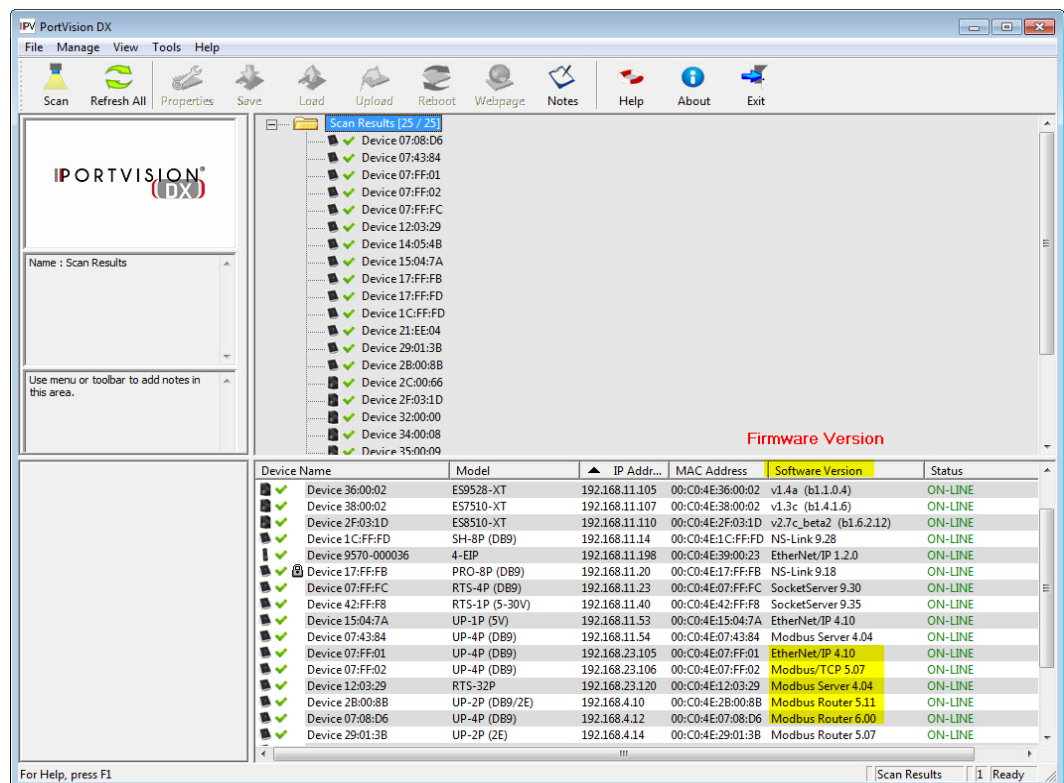 IPV PortVision DX
File Manage View Tools Help
Scan Refresh All Properties Save Load Upload Reboot Webpage Notes Help About Exit
IPORTVISION®
(DX)
Name : Scan Results
Use menu or toolbar to add notes in
this area.
Scan Results [25 / 25]
Device 07:08:D6
Device 07:43:84
Device 07:FF:01
Device 07:FF:02
Device 07:FF:FC
Device 12:03:29
Device 14:05:4B
Device 15:04:7A
Device 17:FF:FB
Device 17:FF:FD
Device 1C:FF:FD
Device 21:EE:04
Device 29:01:3B
Device 2B:00:8B
Device 2C:00:66
Device 2F:03:1D
Device 32:00:00
Device 34:00:08
Device 35:00:09
Firmware Version
Device Name Model IP Addr... MAC Address Software Version Status
Device 36:00:02 ES9528-XT 192.168.11.105 00:C0:4E:36:00:02 v1.4a (b1.1.0.4) ON-LINE
Device 38:00:02 ES7510-XT 192.168.11.107 00:C0:4E:38:00:02 v1.3c (b1.4.1.6) ON-LINE
Device 2F:03:1D ES8510-XT 192.168.11.110 00:C0:4E:2F:03:1D v2.7c_beta2 (b1.6.2.12) ON-LINE
Device 1C:FF:FD SH-8P (DB9) 192.168.11.14 00:C0:4E:1C:FF:FD NS-Link 9.28 ON-LINE
Device 9570-000036 4-EIP 192.168.11.198 00:C0:4E:39:00:23 EtherNet/IP 1.2.0 ON-LINE
Device 17:FF:FB PRO-8P (DB9) 192.168.11.20 00:C0:4E:17:FF:FB NS-Link 9.18 ON-LINE
Device 07:FF:FC RTS-4P (DB9) 192.168.11.23 00:C0:4E:07:FF:FC SocketServer 9.30 ON-LINE
Device 42:FF:F8 RTS-1P (5-30V) 192.168.11.40 00:C0:4E:42:FF:F8 SocketServer 9.35 ON-LINE
Device 15:04:7A UP-1P (5V) 192.168.11.53 00:C0:4E:15:04:7A EtherNet/IP 4.10 ON-LINE
Device 07:43:84 UP-4P (DB9) 192.168.11.54 00:C0:4E:07:43:84 Modbus Server 4.04 ON-LINE
Device 07:FF:01 UP-4P (DB9) 192.168.23.105 00:C0:4E:07:FF:01 EtherNet/IP 4.10 ON-LINE
Device 07:FF:02 UP-4P (DB9) 192.168.23.106 00:C0:4E:07:FF:02 Modbus/TCP 5.07 ON-LINE
Device 12:03:29 RTS-32P 192.168.23.120 00:C0:4E:12:03:29 Modbus Server 4.04 ON-LINE
Device 2B:00:8B UP-2P (DB9/2E) 192.168.4.10 00:C0:4E:2B:00:8B Modbus Router 5.11 ON-LINE
Device 07:08:D6 UP-4P (DB9) 192.168.4.12 00:C0:4E:07:08:D6 Modbus Router 6.00 ON-LINE
Device 29:01:3B UP-2P (2E) 192.168.4.14 00:C0:4E:29:01:3B Modbus Router 5.07 ON-LINE
For Help, press F1 Scan Results 1 Ready